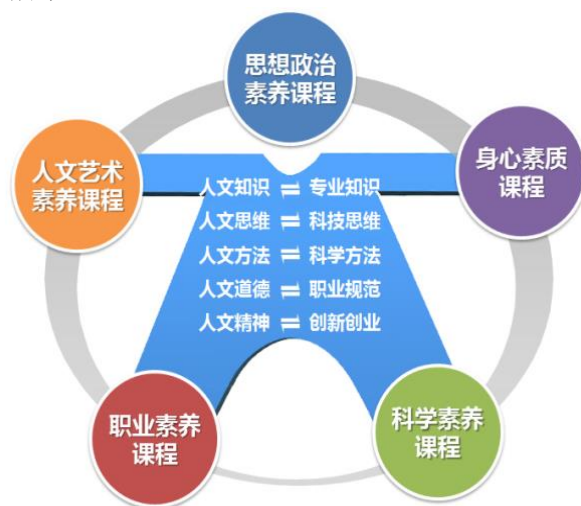 思想政治
素养课程
人文艺术
素养课程
身心素质
课程
人文知识 ⇌ 专业知识
人文思维 ⇌ 科技思维
人文方法 ⇌ 科学方法
人文道德 ⇌ 职业规范
人文精神 ⇌ 创新创业
职业素养
课程
科学素养
课程